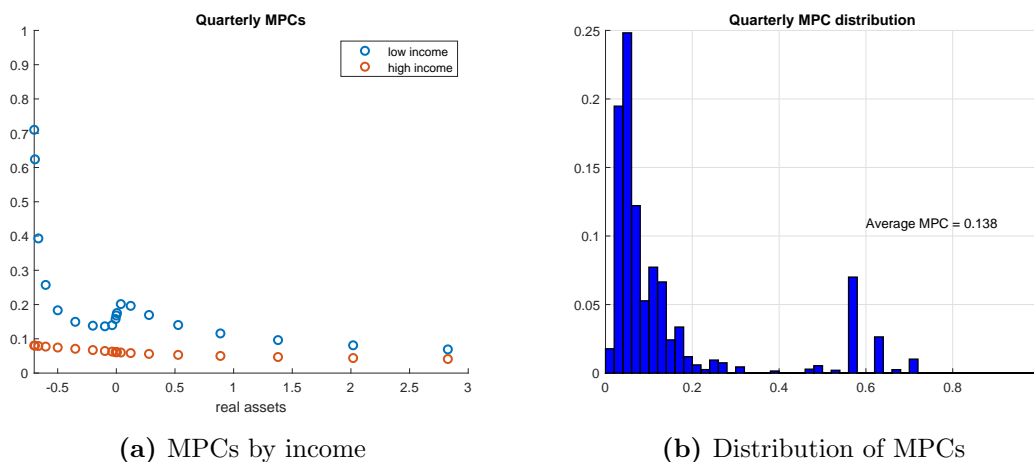 Quarterly MPCs
1
0.9
0.8
0.7
0.6
0.5
0.4
0.3
0.2
0.1
0
-0.5 0 0.5 1 1.5 2 2.5 3
real assets
low income
high income
(a) MPCs by income
Quarterly MPC distribution
0.25
0.2
0.15
0.1
0.05
0
0 0.2 0.4 0.6 0.8
Average MPC = 0.138
(b) Distribution of MPCs